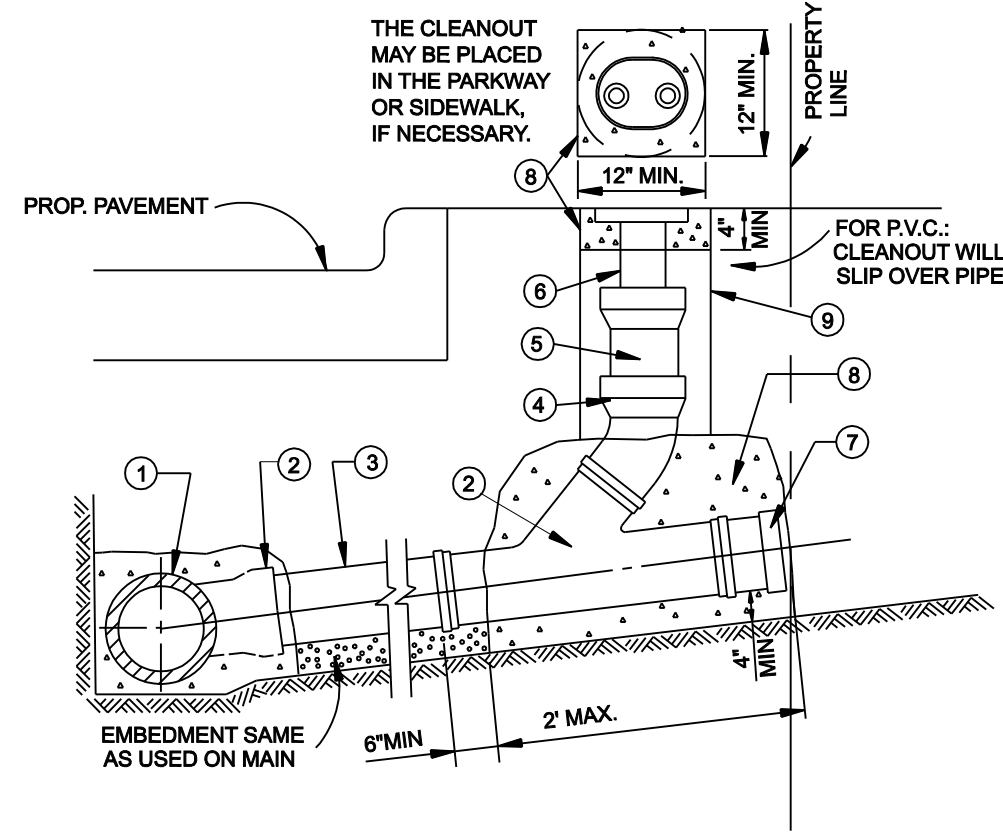 THE CLEANOUT
MAY BE PLACED
IN THE PARKWAY
OR SIDEWALK,
IF NECESSARY.
12" MIN.
PROPERTY
LINE
8
12" MIN.
PROP. PAVEMENT
4"
MIN
FOR P.V.C.:
CLEANOUT WILL
SLIP OVER PIPE
6
9
5
8
4
7
1
2
3
2
4"
MIN
EMBEDMENT SAME
AS USED ON MAIN
6"MIN
2' MAX.